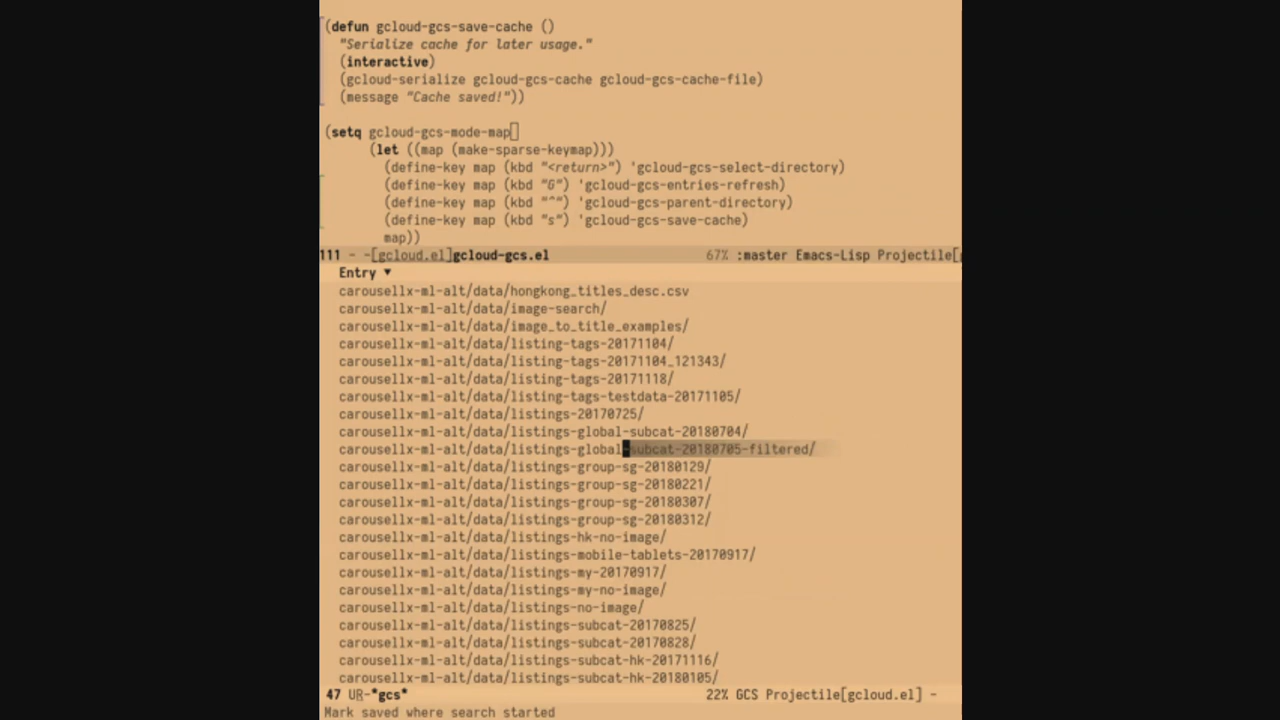 (defun gcloud-gcs-save-cache ()
"Serialize cache for later usage."
(interactive)
(gcloud-serialize gcloud-gcs-cache gcloud-gcs-cache-file)
(message "Cache saved!"))
(setq gcloud-gcs-mode-map
(let ((map (make-sparse-keymap)))
(define-key map (kbd "<return>") 'gcloud-gcs-select-directory)
(define-key map (kbd "G") 'gcloud-gcs-entries-refresh)
(define-key map (kbd "^") 'gcloud-gcs-parent-directory)
(define-key map (kbd "s") 'gcloud-gcs-save-cache)
map))
111 - -[gcloud.el]gcloud-gcs.el 67% :master Emacs-Lisp Projectile[
Entry ▼
carousellx-ml-alt/data/hongkong_titles_desc.csv
carousellx-ml-alt/data/image-search/
carousellx-ml-alt/data/image_to_title_examples/
carousellx-ml-alt/data/listing-tags-20171104/
carousellx-ml-alt/data/listing-tags-20171104_121343/
carousellx-ml-alt/data/listing-tags-20171118/
carousellx-ml-alt/data/listing-tags-testdata-20171105/
carousellx-ml-alt/data/listings-20170725/
carousellx-ml-alt/data/listings-global-subcat-20180704/
carousellx-ml-alt/data/listings-global-subcat-20180705-filtered/
carousellx-ml-alt/data/listings-group-sg-20180129/
carousellx-ml-alt/data/listings-group-sg-20180221/
carousellx-ml-alt/data/listings-group-sg-20180307/
carousellx-ml-alt/data/listings-group-sg-20180312/
carousellx-ml-alt/data/listings-hk-no-image/
carousellx-ml-alt/data/listings-mobile-tablets-20170917/
carousellx-ml-alt/data/listings-my-20170917/
carousellx-ml-alt/data/listings-my-no-image/
carousellx-ml-alt/data/listings-no-image/
carousellx-ml-alt/data/listings-subcat-20170825/
carousellx-ml-alt/data/listings-subcat-20170828/
carousellx-ml-alt/data/listings-subcat-hk-20171116/
carousellx-ml-alt/data/listings-subcat-hk-20180105/
47 UR-*gcs* 22% GCS Projectile[gcloud.el] -
Mark saved where search started